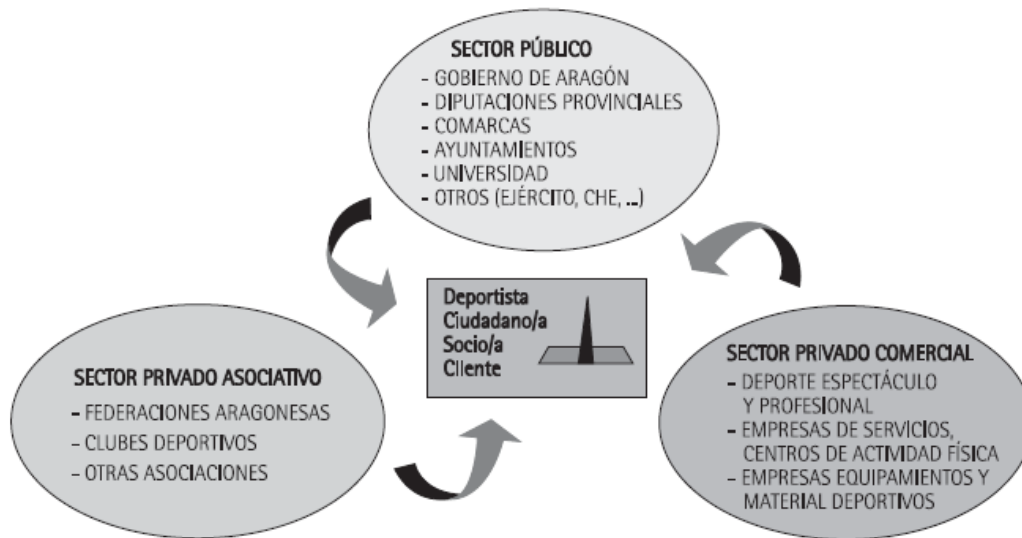 SECTOR PÚBLICO
- GOBIERNO DE ARAGÓN
- DIPUTACIONES PROVINCIALES
- COMARCAS
- AYUNTAMIENTOS
- UNIVERSIDAD
- OTROS (EJÉRCITO, CHE, ...)
Deportista
Ciudadano/a
Socio/a
Cliente
SECTOR PRIVADO ASOCIATIVO
- FEDERACIONES ARAGONESAS
- CLUBES DEPORTIVOS
- OTRAS ASOCIACIONES
SECTOR PRIVADO COMERCIAL
- DEPORTE ESPECTÁCULO
Y PROFESIONAL
- EMPRESAS DE SERVICIOS,
CENTROS DE ACTIVIDAD FÍSICA
- EMPRESAS EQUIPAMIENTOS Y
MATERIAL DEPORTIVOS